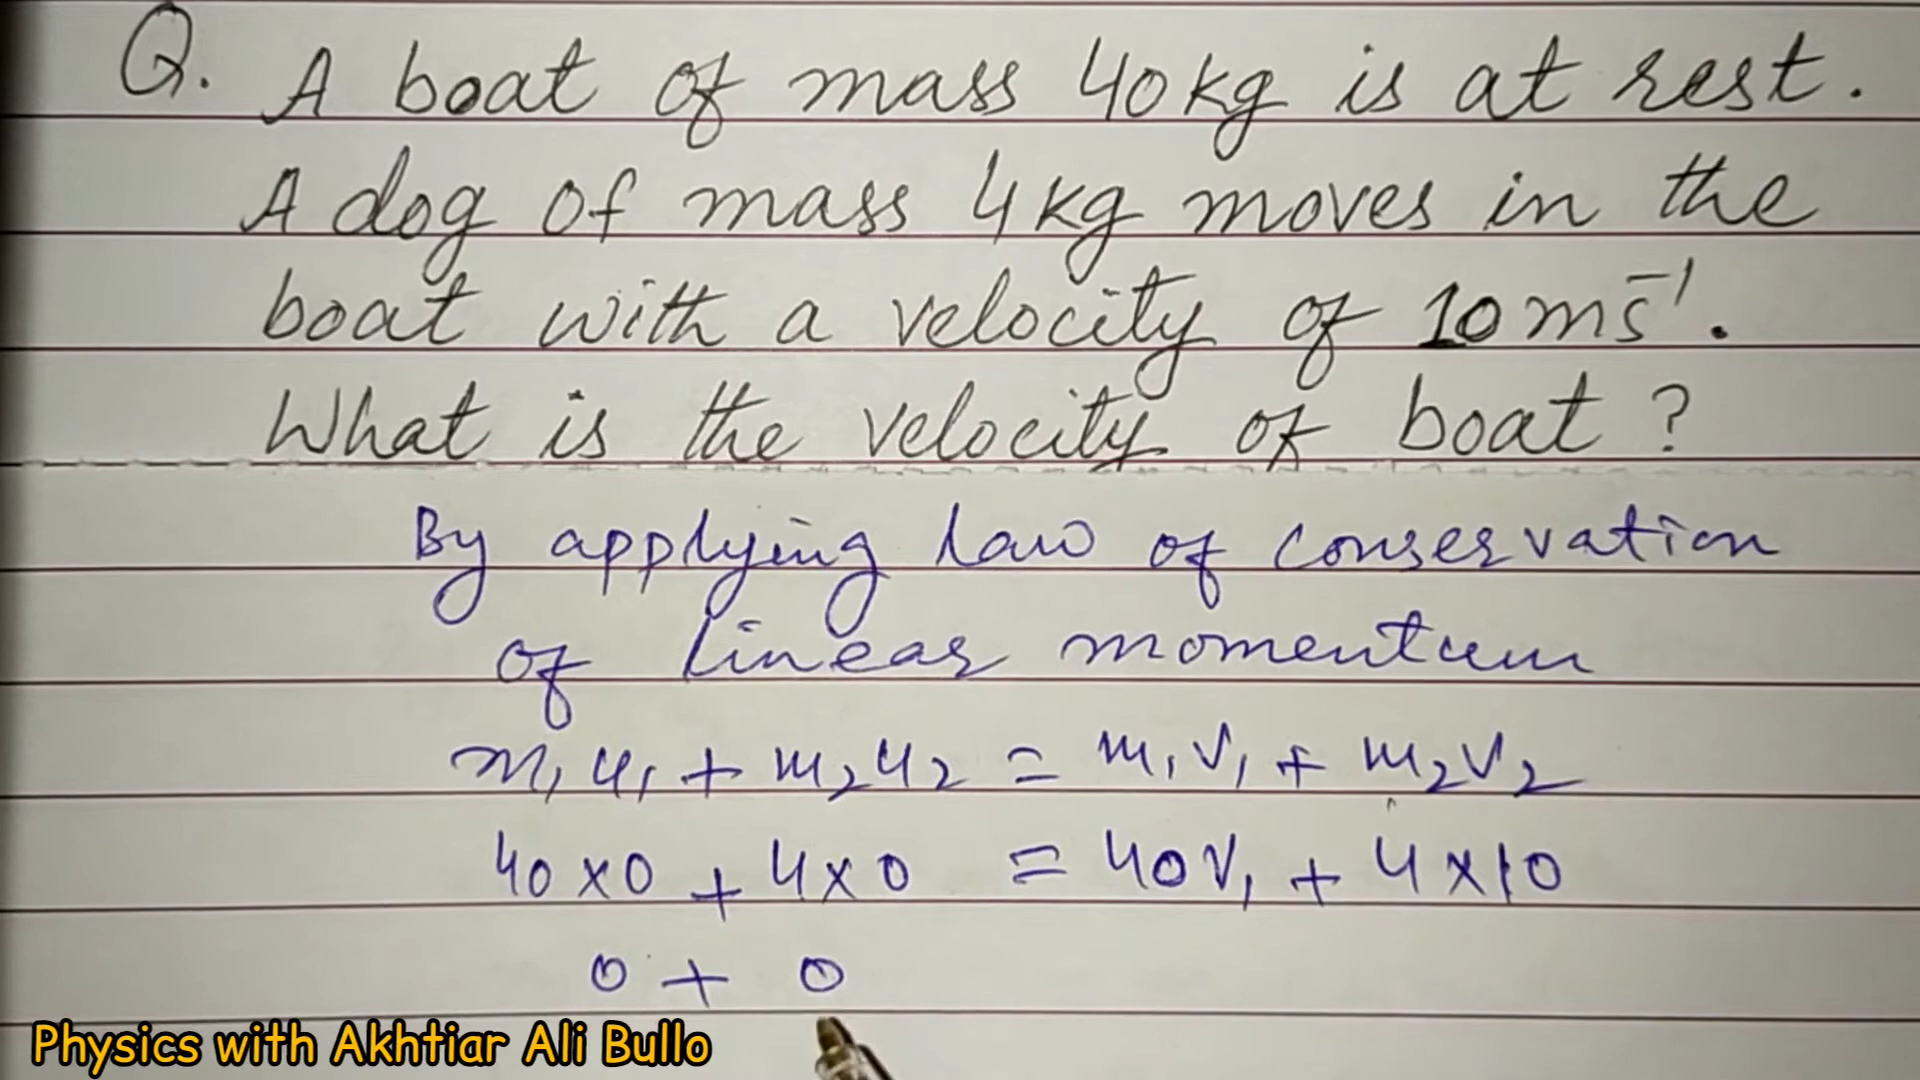 Q. A boat of mass 40kg is at rest.
A dog of mass 4kg moves in the
boat with a velocity of 10ms⁻¹.
What is the velocity of boat?
By applying law of conservation
of linear momentum
m₁u₁ + m₂u₂ = m₁v₁ + m₂v₂
40×0 + 4×0 = 40v₁ + 4×10
0 + 0
Physics with Akhtiar Ali Bullo